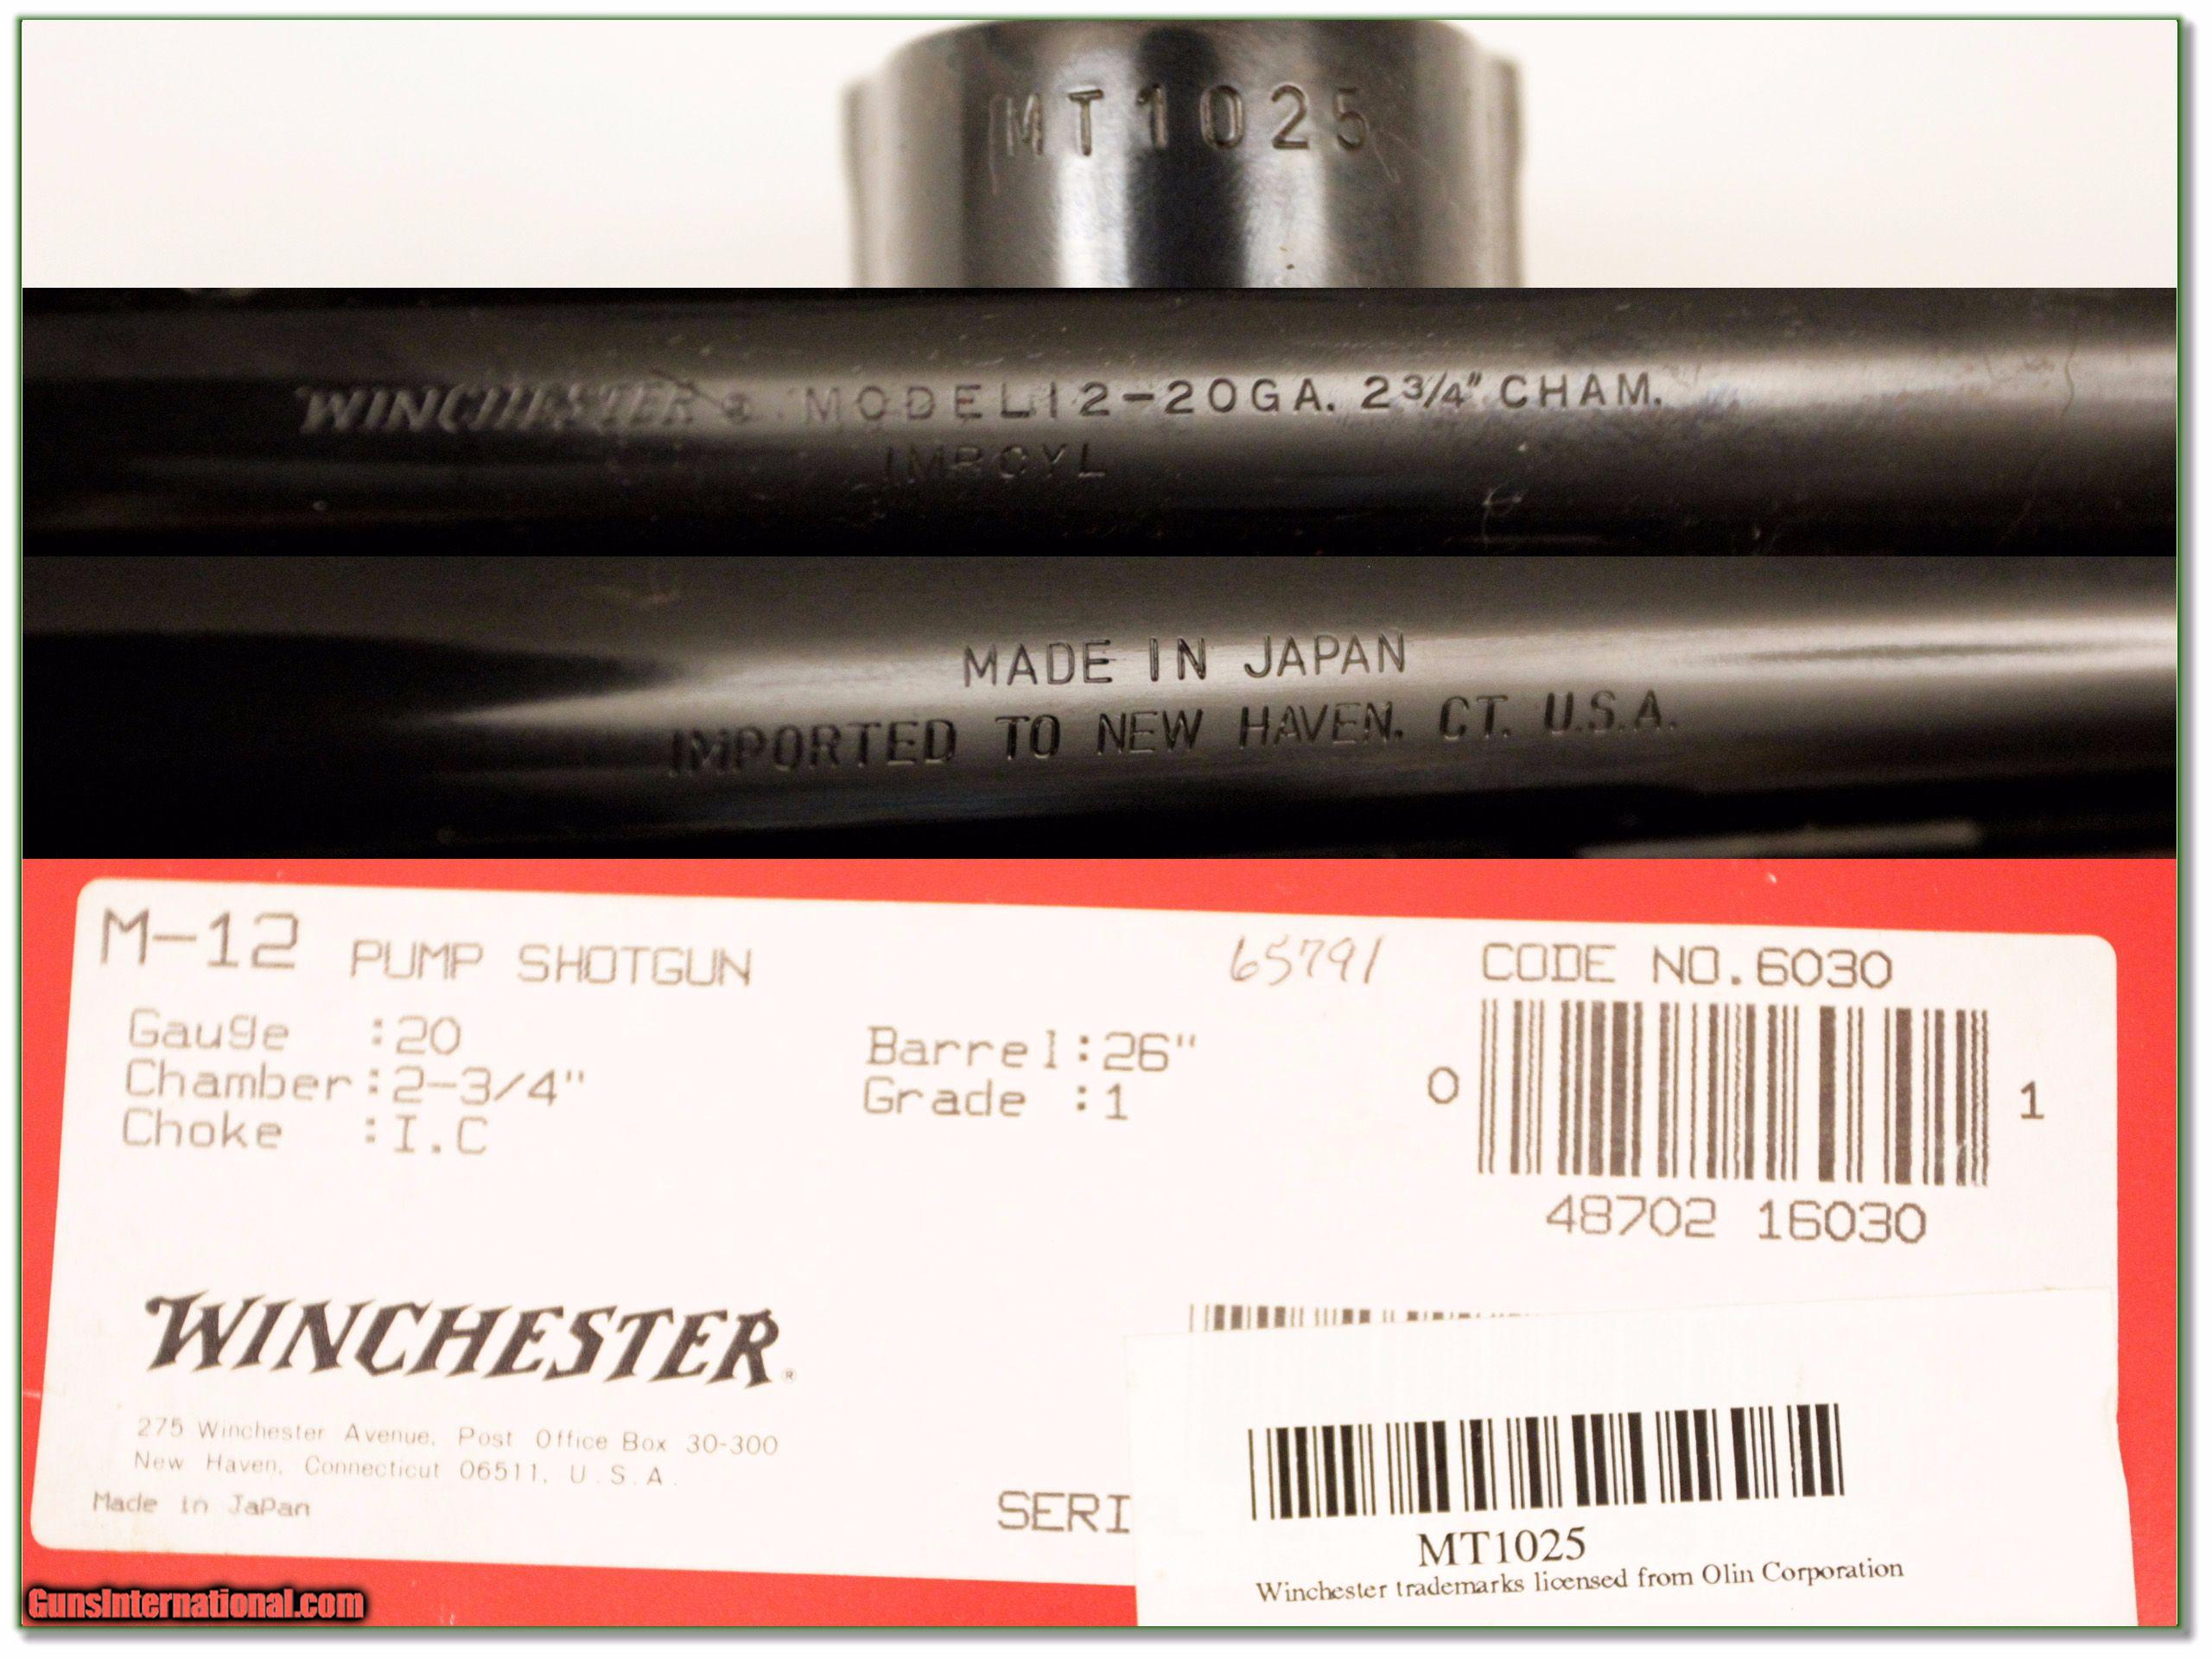 MT1025
WINCHESTER ® MODEL 12-20GA. 2 3/4" CHAM.
IMPCYL
MADE IN JAPAN
IMPORTED TO NEW HAVEN. CT. U.S.A.
M-12 PUMP SHOTGUN
65791
CODE NO.6030
Gauge :20
Barrel:26"
Chamber:2-3/4"
Grade :1
Choke :I.C
0
1
48702 16030
WINCHESTER®
275 Winchester Avenue, Post Office Box 30-300
New Haven, Connecticut 06511, U.S.A.
Made in Japan
SERI
MT1025
Winchester trademarks licensed from Olin Corporation
GunsInternational.com